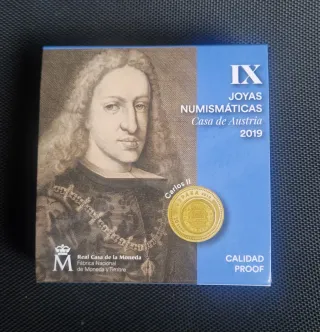 IX
JOYAS
NUMISMÁTICAS
Casa de Austria
2019
Carlos II
M
Real Casa de la Moneda
Fábrica Nacional
de Moneda y Timbre
CALIDAD
PROOF